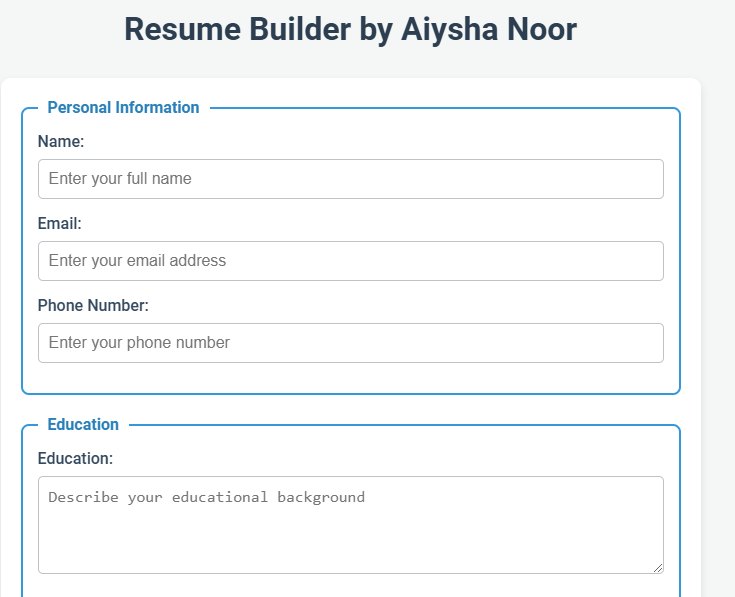 Resume Builder by Aiysha Noor
Personal Information
Name:
Enter your full name
Email:
Enter your email address
Phone Number:
Enter your phone number
Education
Education:
Describe your educational background